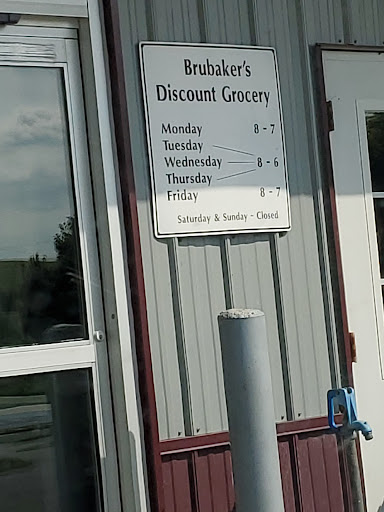 Brubaker's
Discount Grocery
Monday 8 - 7
Tuesday
Wednesday 8 - 6
Thursday
Friday 8 - 7
Saturday & Sunday - Closed